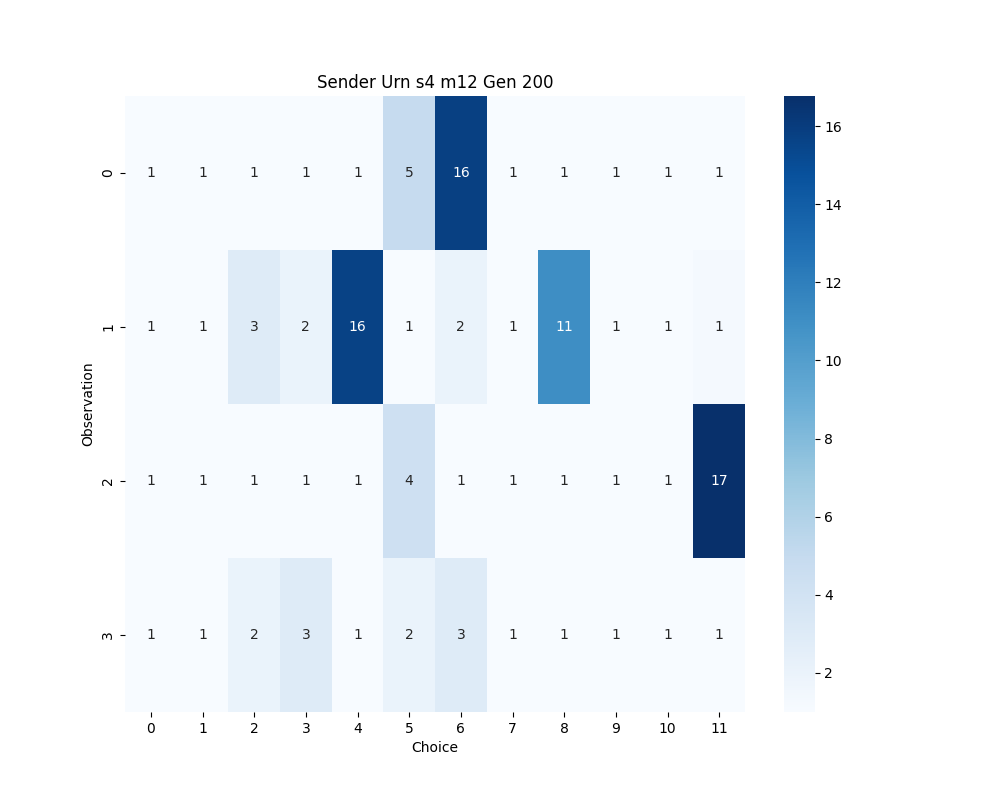 Sender Urn s4 m12 Gen 200
0 1 1 1 1 1 5 16 1 1 1 1 1
1 1 1 3 2 16 1 2 1 11 1 1 1
2 1 1 1 1 1 4 1 1 1 1 1 17
3 1 1 2 3 1 2 3 1 1 1 1 1
0 1 2 3 4 5 6 7 8 9 10 11
Choice
Observation
16
14
12
10
8
6
4
2